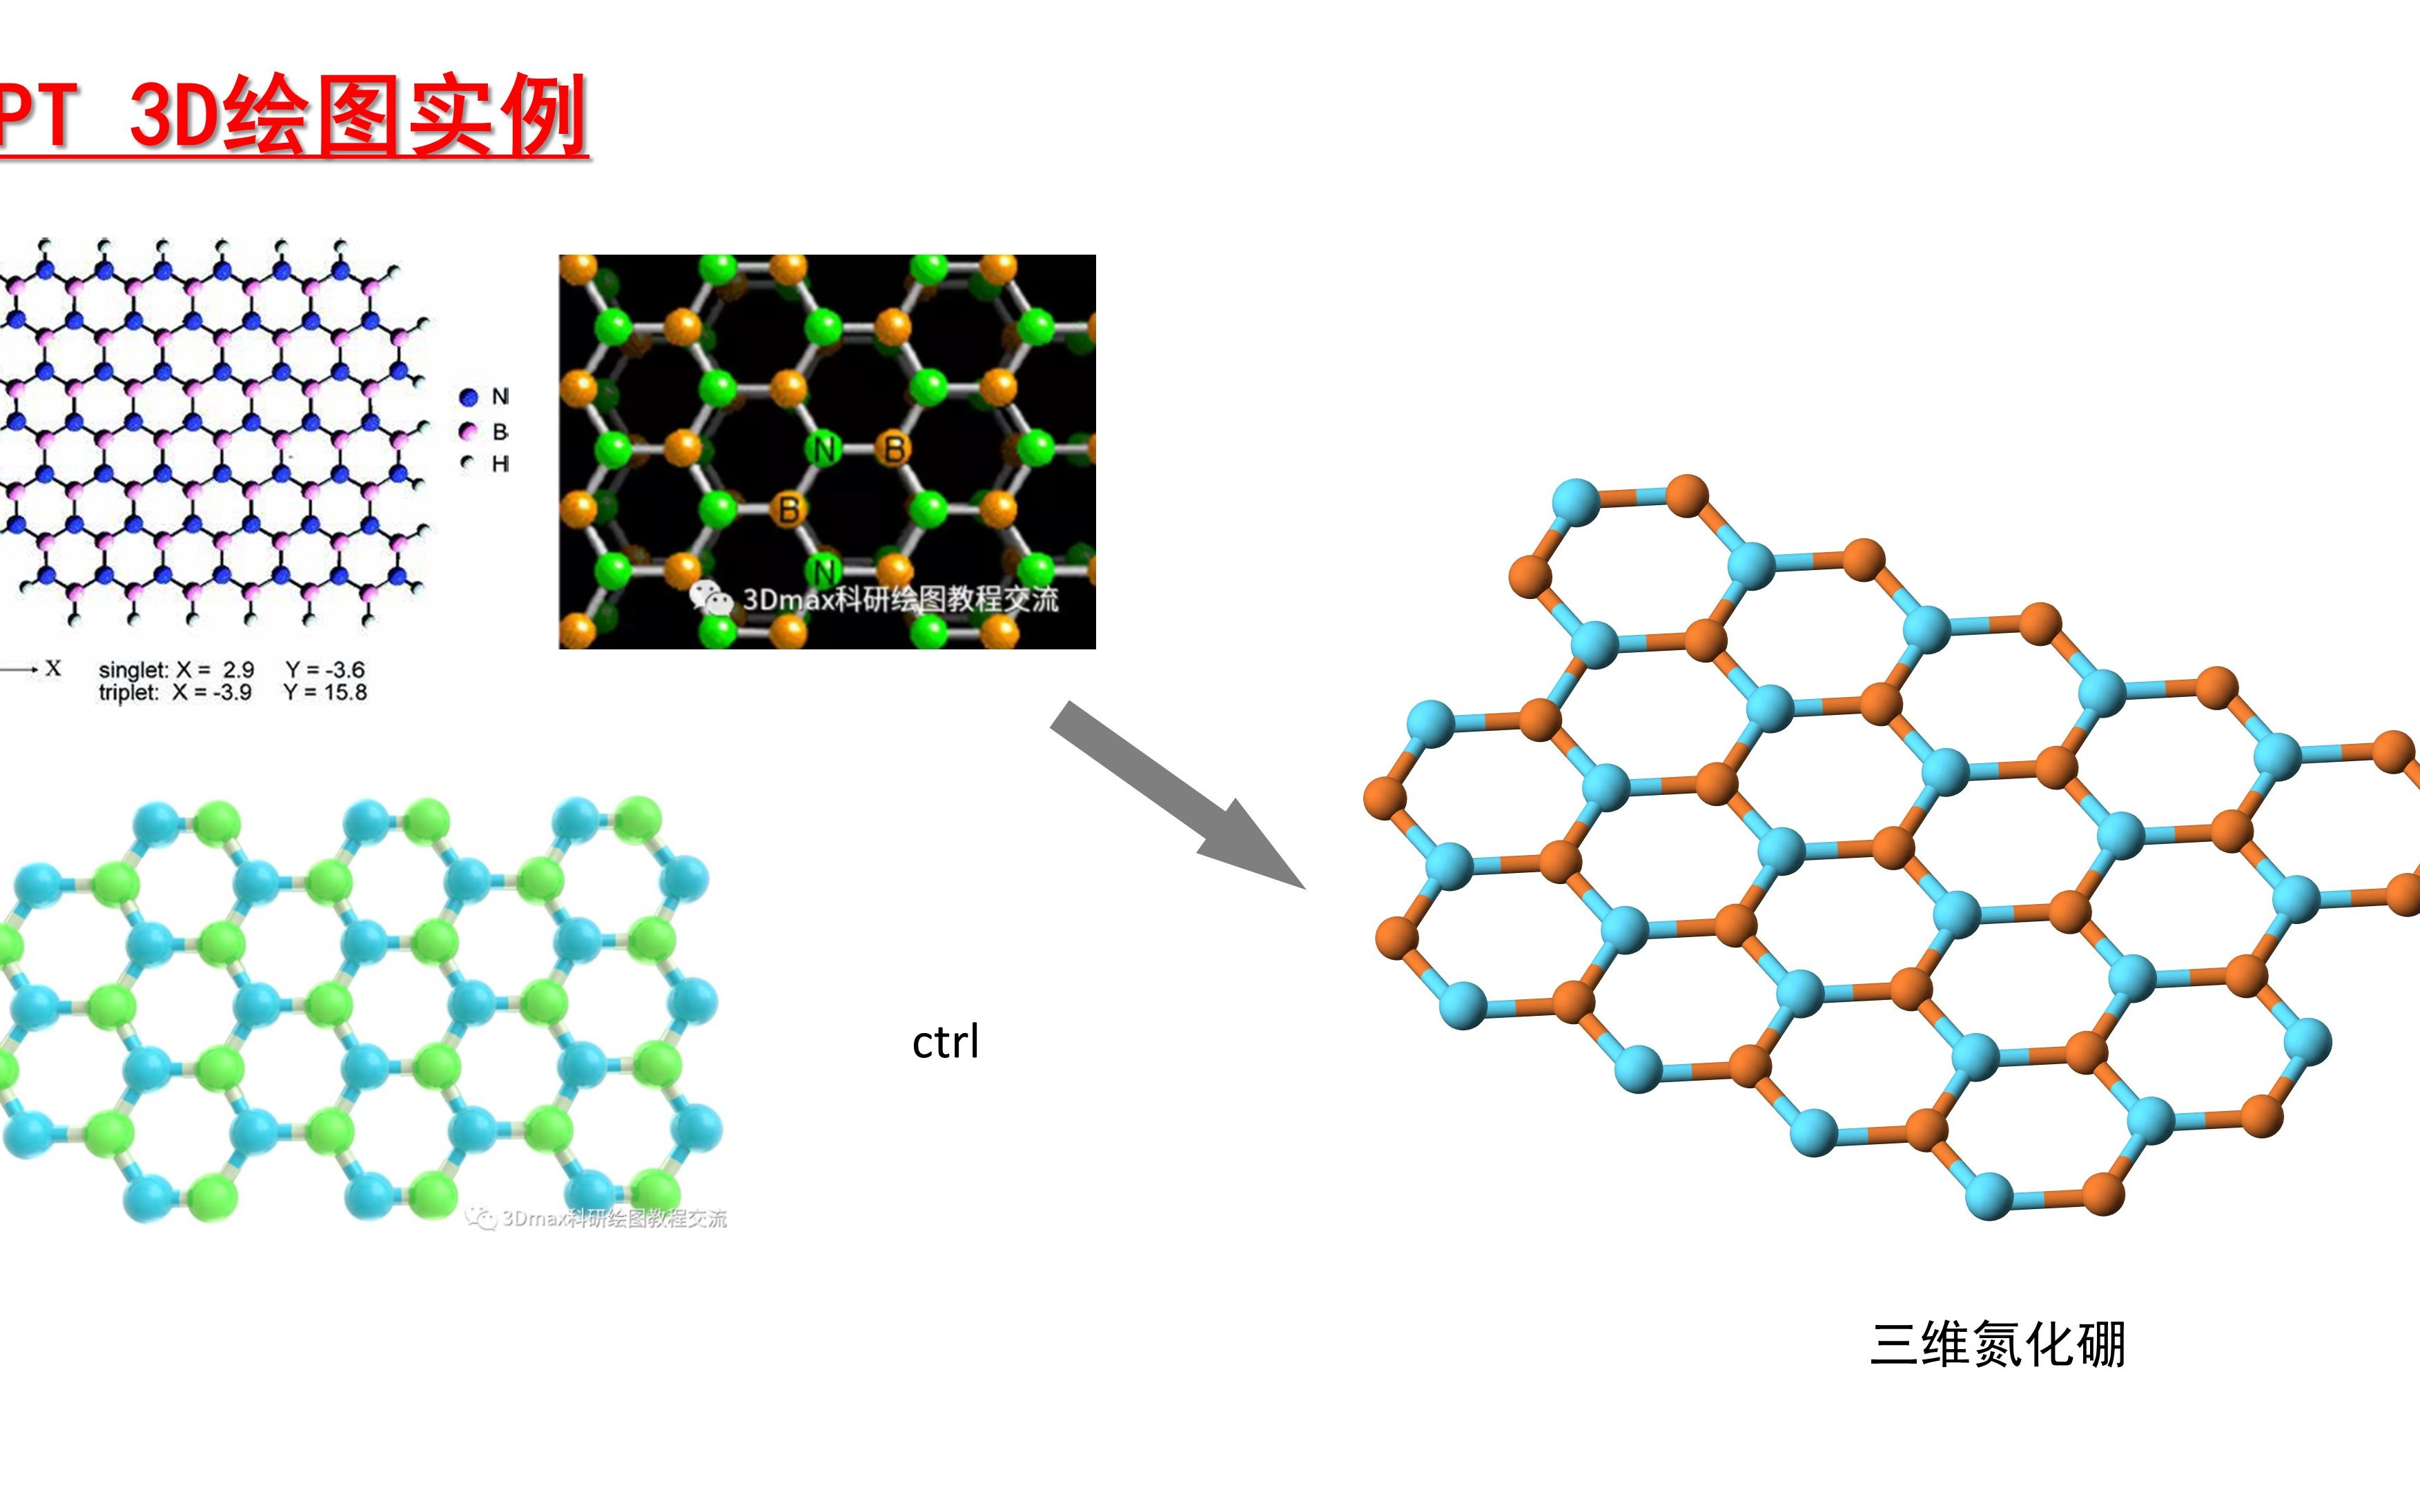 PT 3D绘图实例
N
B
H
X
singlet: X = 2.9 Y = -3.6
triplet: X = -3.9 Y = 15.8
N B
B
N
3Dmax科研绘图教程交流
ctrl
3Dmax科研绘图教程交流
三维氮化硼